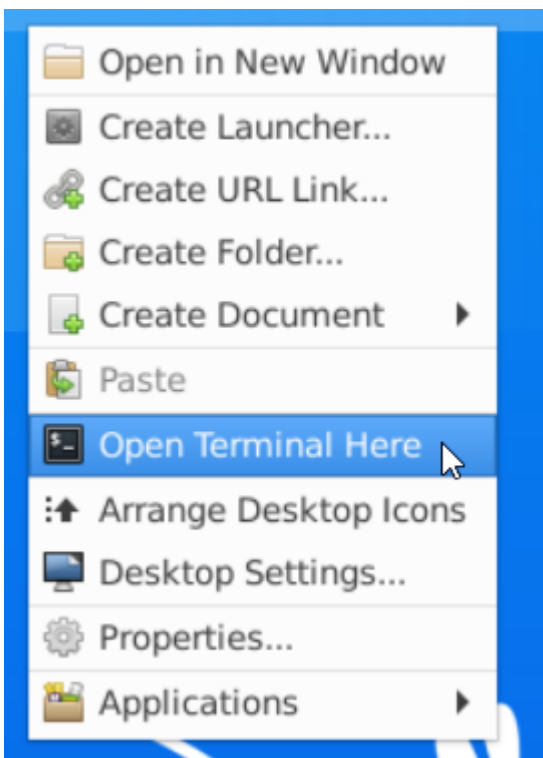 Open in New Window
Create Launcher...
Create URL Link...
Create Folder...
Create Document
Paste
$-
Open Terminal Here
Arrange Desktop Icons
Desktop Settings...
Properties...
Applications